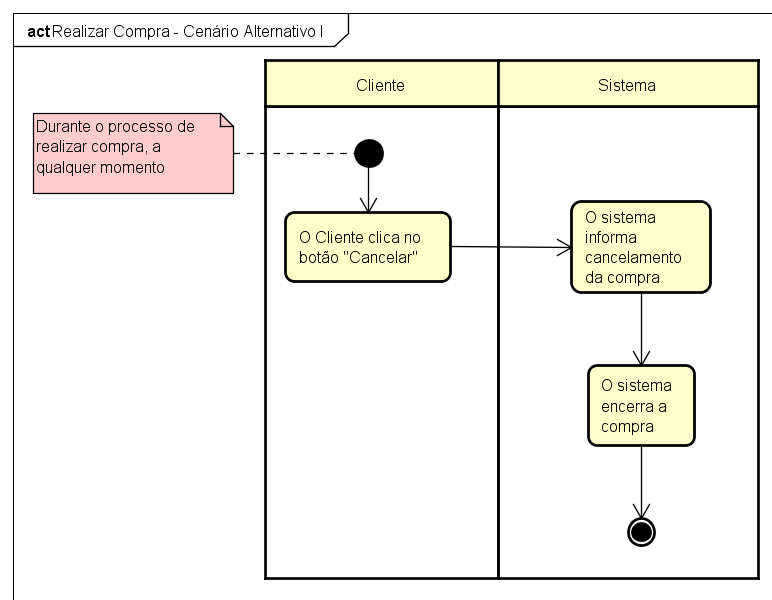 act Realizar Compra - Cenário Alternativo I
Cliente
Sistema
Durante o processo de
realizar compra, a
qualquer momento
O Cliente clica no
botão "Cancelar"
O sistema
informa
cancelamento
da compra
O sistema
encerra a
compra